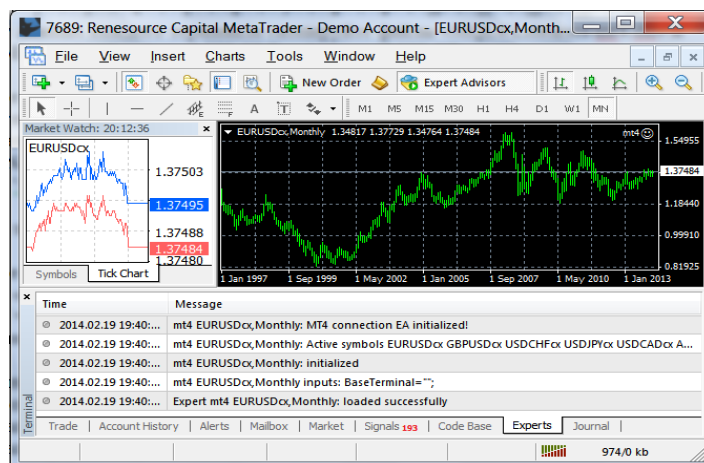 7689: Renesource Capital MetaTrader - Demo Account - [EURUSDcx,Month...
File View Insert Charts Tools Window Help
New Order Expert Advisors
A T M1 M5 M15 M30 H1 H4 D1 W1 MN
Market Watch: 20:12:36
EURUSDcx
1.37503
1.37495
1.37488
1.37484
1.37480
Symbols Tick Chart
EURUSDcx,Monthly 1.34817 1.37729 1.34764 1.37484
mt4
1.54955
1.37484
1.18440
0.99910
0.81925
1 Jan 1997 1 Sep 1999 1 May 2002 1 Jan 2005 1 Sep 2007 1 May 2010 1 Jan 2013
Time Message
2014.02.19 19:40:... mt4 EURUSDcx,Monthly: MT4 connection EA initialized!
2014.02.19 19:40:... mt4 EURUSDcx,Monthly: Active symbols EURUSDcx GBPUSDcx USDCHFcx USDJPYcx USDCADcx A...
2014.02.19 19:40:... mt4 EURUSDcx,Monthly: initialized
2014.02.19 19:40:... mt4 EURUSDcx,Monthly inputs: BaseTerminal="";
2014.02.19 19:40:... Expert mt4 EURUSDcx,Monthly: loaded successfully
Terminal
Trade | Account History | Alerts | Mailbox | Market | Signals 193 | Code Base | Experts | Journal |
974/0 kb